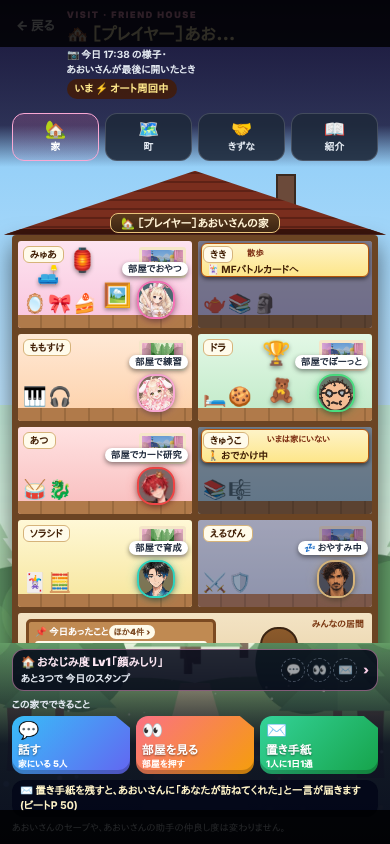 ← 戻る
VISIT · FRIEND HOUSE
[プレイヤー]あお…
今日 17:38 の様子·
あおいさんが最後に開いたとき
いま⚡オート周回中
家
町
きずな
紹介
[プレイヤー]あおいさんの家
みゅあ
部屋でおやつ
きき
散歩
MFバトルカードへ
ももすけ
部屋で練習
ドラ
部屋でぼーっと
あつ
部屋でカード研究
きゅうこ
いまは家にいない
おでかけ中
ソラシド
部屋で育成
えるびん
💤 おやすみ中
今日あったこと ほか4件 ›
みんなの居間
おなじみ度 Lv1「顔みしり」
あと3つで 今日のスタンプ
›
この家でできること
話す
家にいる 5人
部屋を見る
部屋を押す
置き手紙
1人に1日1通
置き手紙を残すと、あおいさんに「あなたが訪ねてくれた」と一言が届きます
(ビートP 50)
あおいさんのセーブや、あおいさんの助手の仲良し度は変わりません。